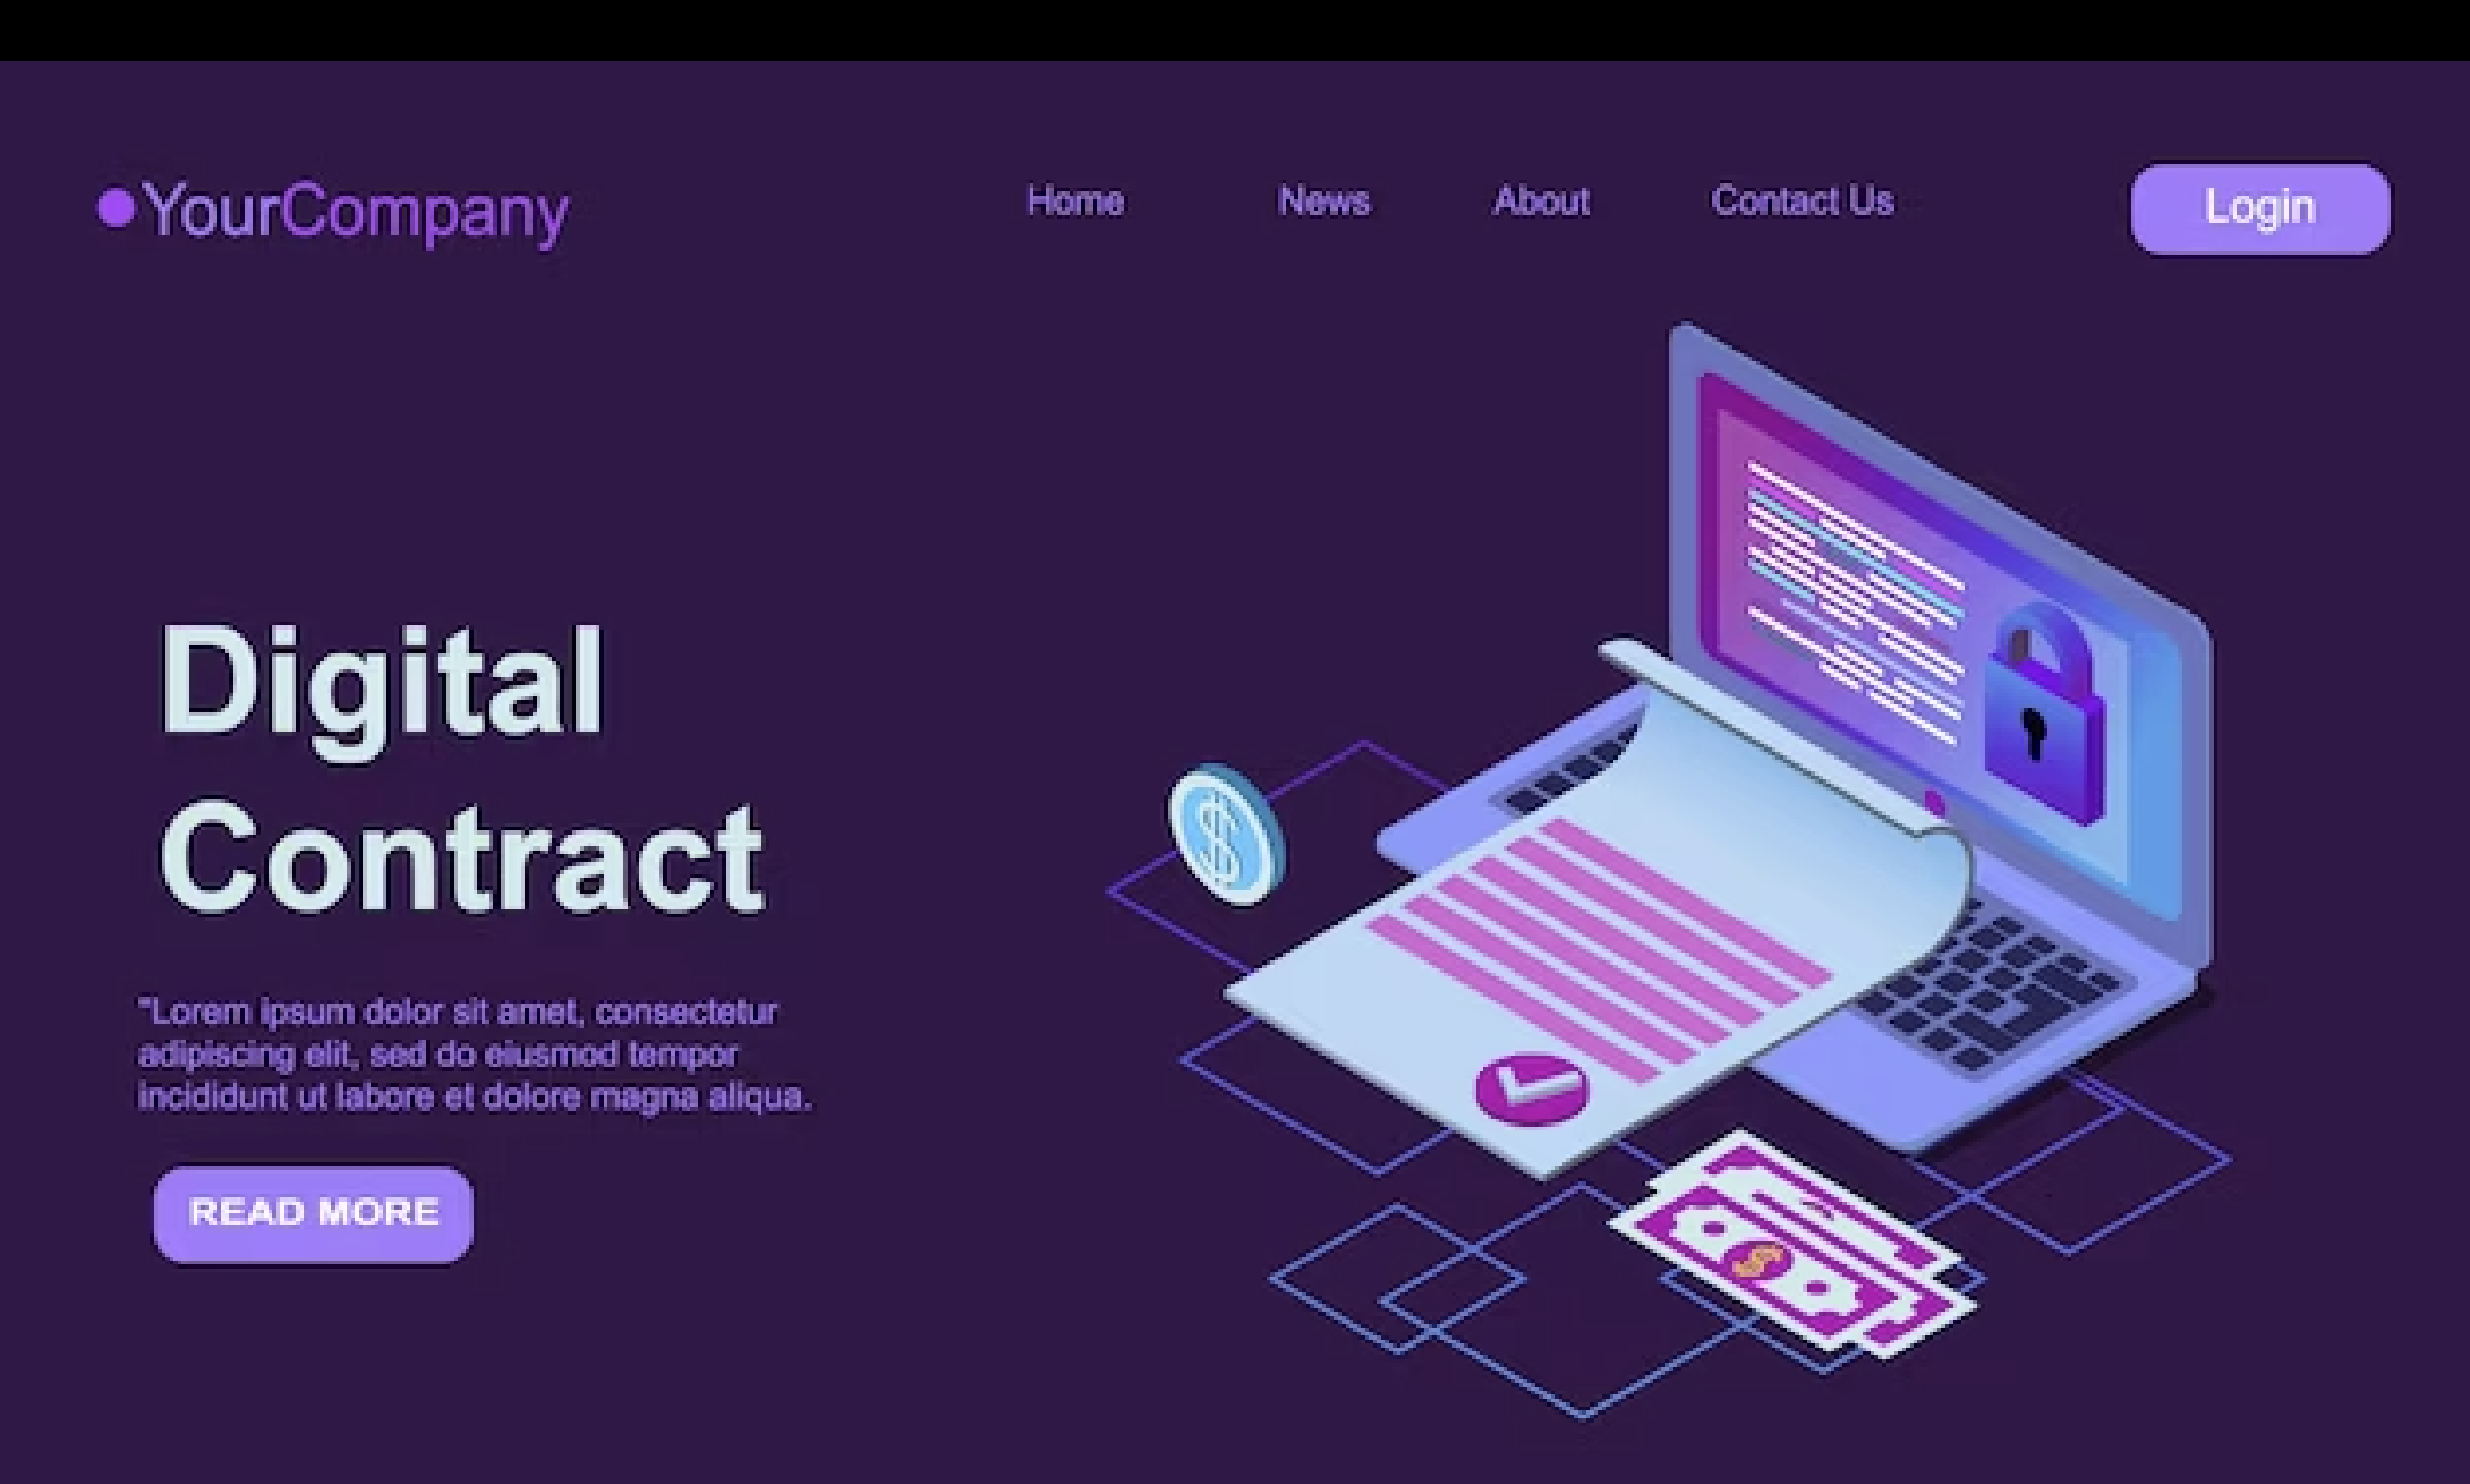 YourCompany
Home
News
About
Contact Us
Login
Digital
Contract
"Lorem ipsum dolor sit amet, consectetur
adipiscing elit, sed do eiusmod tempor
incididunt ut labore et dolore magna aliqua.
READ MORE
$
$